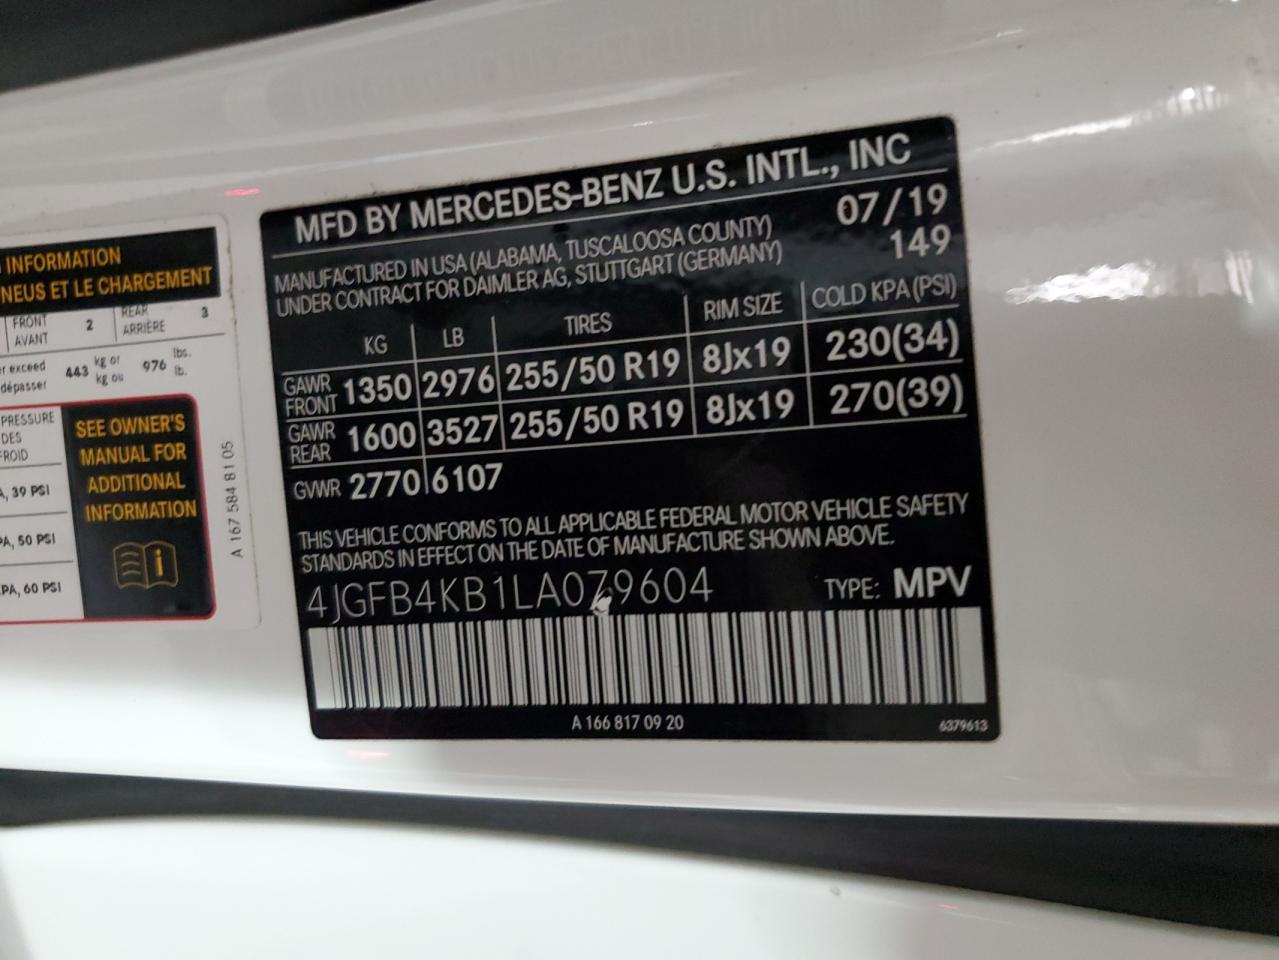 INFORMATION
NEUS ET LE CHARGEMENT
FRONT
AVANT
2
REAR
ARRIÈRE
3
exceed
dépasser
443
kg or
kg ou
976
lbs.
lb.
PRESSURE
DES
39 PSI
50 PSI
60 PSI
SEE OWNER'S
MANUAL FOR
ADDITIONAL
INFORMATION
A 167 584 81 05
MFD BY MERCEDES-BENZ U.S. INTL., INC
07/19
MANUFACTURED IN USA (ALABAMA, TUSCALOOSA COUNTY)
UNDER CONTRACT FOR DAIMLER AG, STUTTGART (GERMANY)
149
KG LB TIRES RIM SIZE COLD KPA (PSI)
GAWR FRONT 1350 2976 255/50 R19 8Jx19 230(34)
GAWR REAR 1600 3527 255/50 R19 8Jx19 270(39)
GVWR 2770 6107
THIS VEHICLE CONFORMS TO ALL APPLICABLE FEDERAL MOTOR VEHICLE SAFETY
STANDARDS IN EFFECT ON THE DATE OF MANUFACTURE SHOWN ABOVE.
4JGFB4KB1LA079604 TYPE: MPV
A 166 817 09 20
6379613